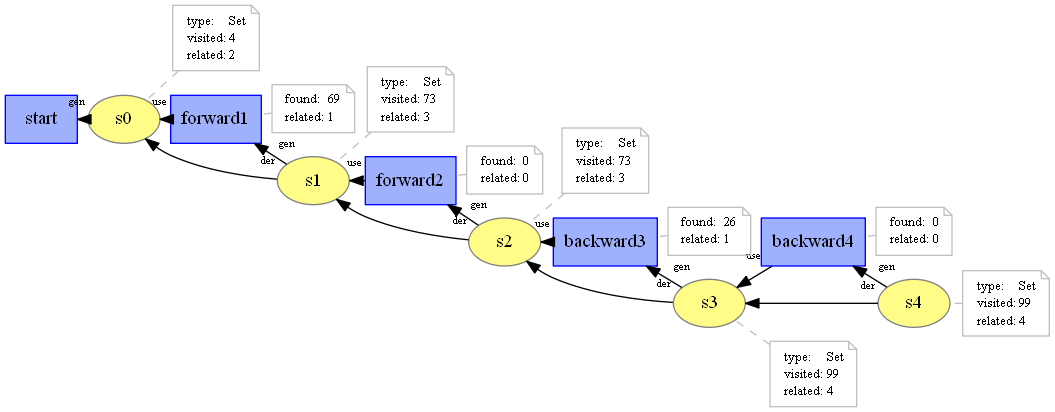 type: Set
visited: 4
related: 2
start
gen
s0
use
forward1
found: 69
related: 1
type: Set
visited: 73
related: 3
gen
der
s1
use
forward2
found: 0
related: 0
type: Set
visited: 73
related: 3
gen
der
s2
use
backward3
found: 26
related: 1
gen
der
s3
use
backward4
found: 0
related: 0
gen
der
s4
type: Set
visited: 99
related: 4
type: Set
visited: 99
related: 4